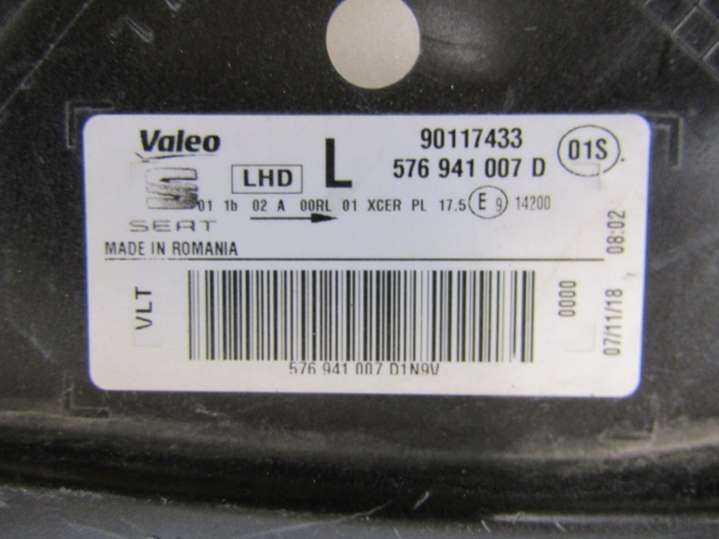 Valeo
L
90117433
01S
LHD
576 941 007 D
01 1b 02 A 00RL 01 XCER PL 17.5 E 9 14200
SEAT
MADE IN ROMANIA
VLT
0000
07/11/18 08:02
576 941 007 D1N9V